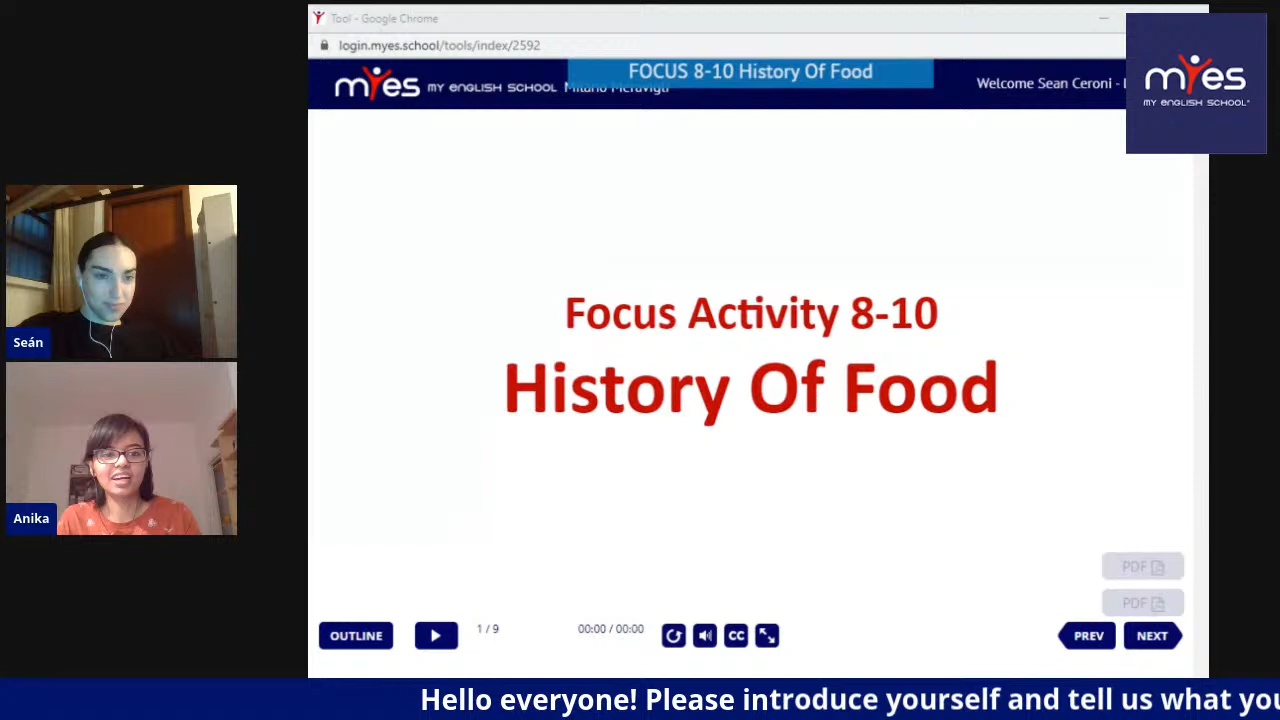 Tool - Google Chrome
login.myes.school/tools/index/2592
FOCUS 8-10 History Of Food
myes MY ENGLISH SCHOOL Milano Meravigli
Welcome Sean Ceroni -
myes
MY ENGLISH SCHOOL
Focus Activity 8-10
History Of Food
Seán
Anika
PDF
PDF
OUTLINE
1 / 9
00:00 / 00:00
CC
PREV
NEXT
Hello everyone! Please introduce yourself and tell us what you